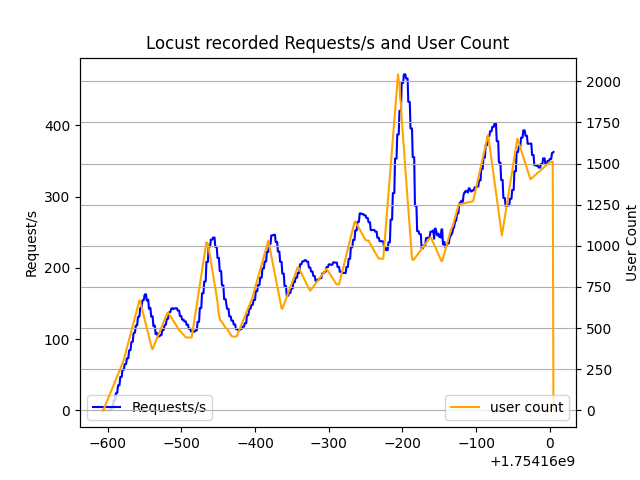 Locust recorded Requests/s and User Count
Request/s
400
300
200
100
0
2000
1750
1500
1250
1000
750
500
250
0
User Count
Requests/s
user count
−600 −500 −400 −300 −200 −100 0
+1.75416e9